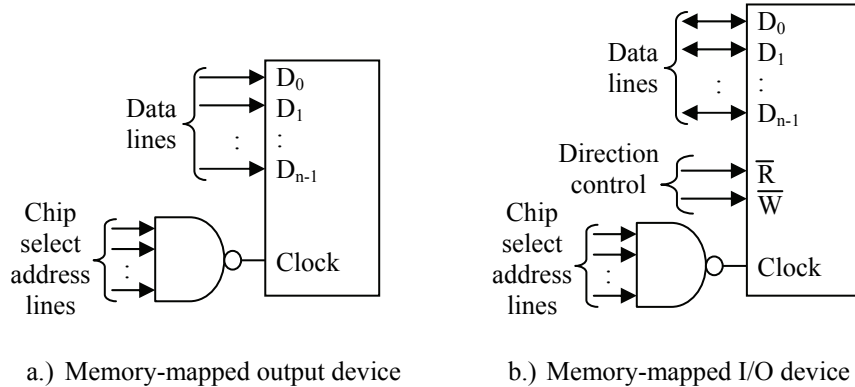 Data
lines
D0
D1
:
:
Dn-1
Chip
select
address
lines
:
Clock
a.) Memory-mapped output device
Data
lines
D0
D1
:
:
Dn-1
Direction
control
R̅
W̅
Chip
select
address
lines
:
Clock
b.) Memory-mapped I/O device